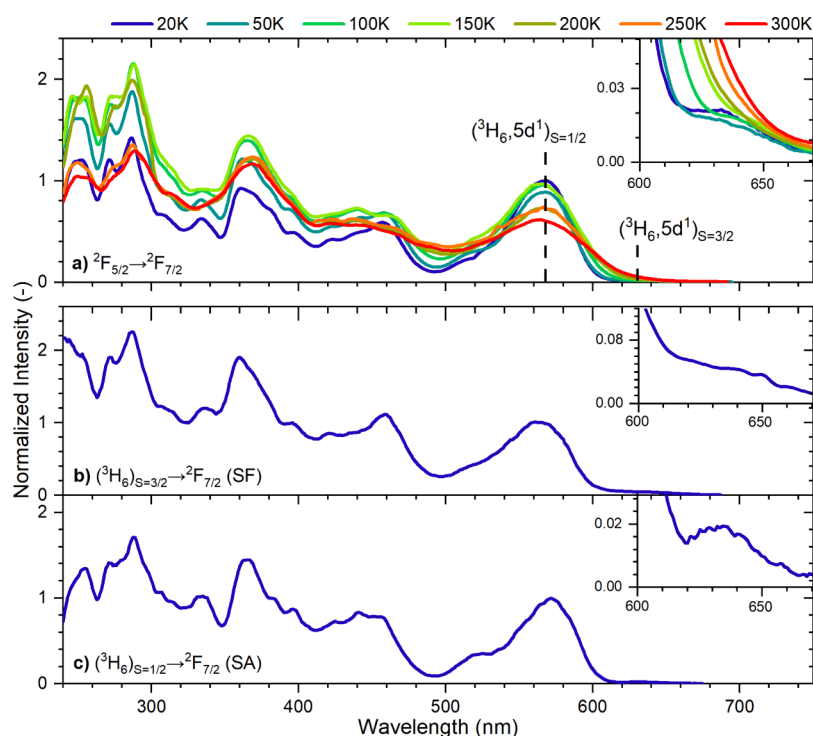 20K 50K 100K 150K 200K 250K 300K
Normalized Intensity (-)
2
1
0
(³H₆,5d¹)S=1/2
(³H₆,5d¹)S=3/2
0.03
0.00
600 650
a) ²F5/2→²F7/2
2
1
0
0.08
0.00
600 650
b) (³H₆)S=3/2→²F7/2 (SF)
2
1
0
0.02
0.00
600 650
c) (³H₆)S=1/2→²F7/2 (SA)
300 400 500 600 700
Wavelength (nm)